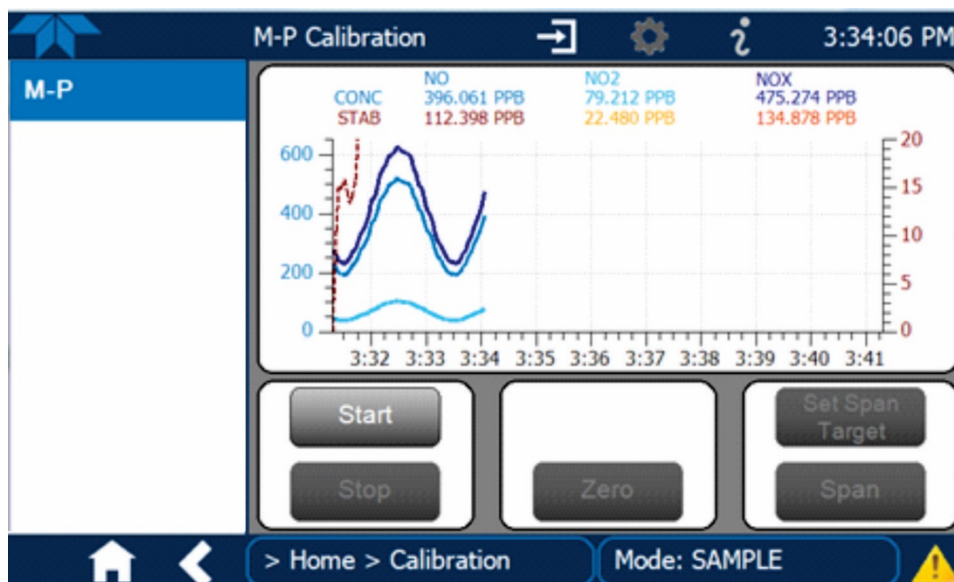 M-P Calibration 3:34:06 PM
M-P
NO NO2 NOX
CONC 396.061 PPB 79.212 PPB 475.274 PPB
STAB 112.398 PPB 22.480 PPB 134.878 PPB
600 20
15
400
10
200
5
0 0
3:32 3:33 3:34 3:35 3:36 3:37 3:38 3:39 3:40 3:41
Start
Set Span
Target
Stop Zero Span
> Home > Calibration Mode: SAMPLE